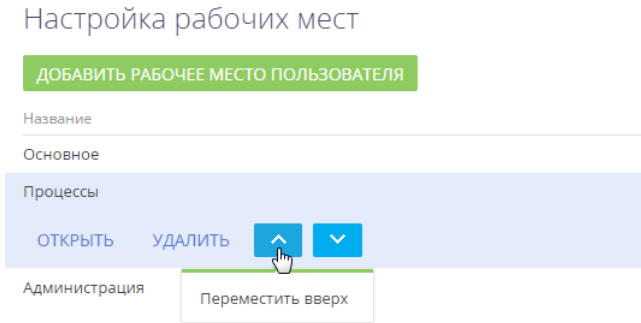 Настройка рабочих мест
ДОБАВИТЬ РАБОЧЕЕ МЕСТО ПОЛЬЗОВАТЕЛЯ
Название
Основное
Процессы
ОТКРЫТЬ УДАЛИТЬ
Администрация
Переместить вверх